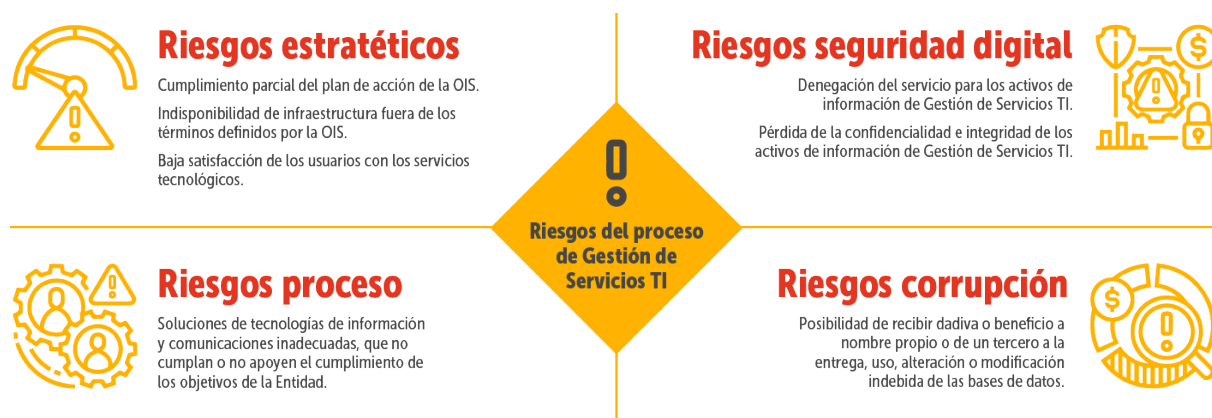 Riesgos estratéticos
Cumplimiento parcial del plan de acción de la OIS.
Indisponibilidad de infraestructura fuera de los
términos definidos por la OIS.
Baja satisfacción de los usuarios con los servicios
tecnológicos.
Riesgos seguridad digital
Denegación del servicio para los activos de
información de Gestión de Servicios TI.
Pérdida de la confidencialidad e integridad de los
activos de información de Gestión de Servicios TI.
Riesgos del proceso
de Gestión de
Servicios TI
Riesgos proceso
Soluciones de tecnologías de información
y comunicaciones inadecuadas, que no
cumplan o no apoyen el cumplimiento de
los objetivos de la Entidad.
Riesgos corrupción
Posibilidad de recibir dadiva o beneficio a
nombre propio o de un tercero a la
entrega, uso, alteración o modificación
indebida de las bases de datos.